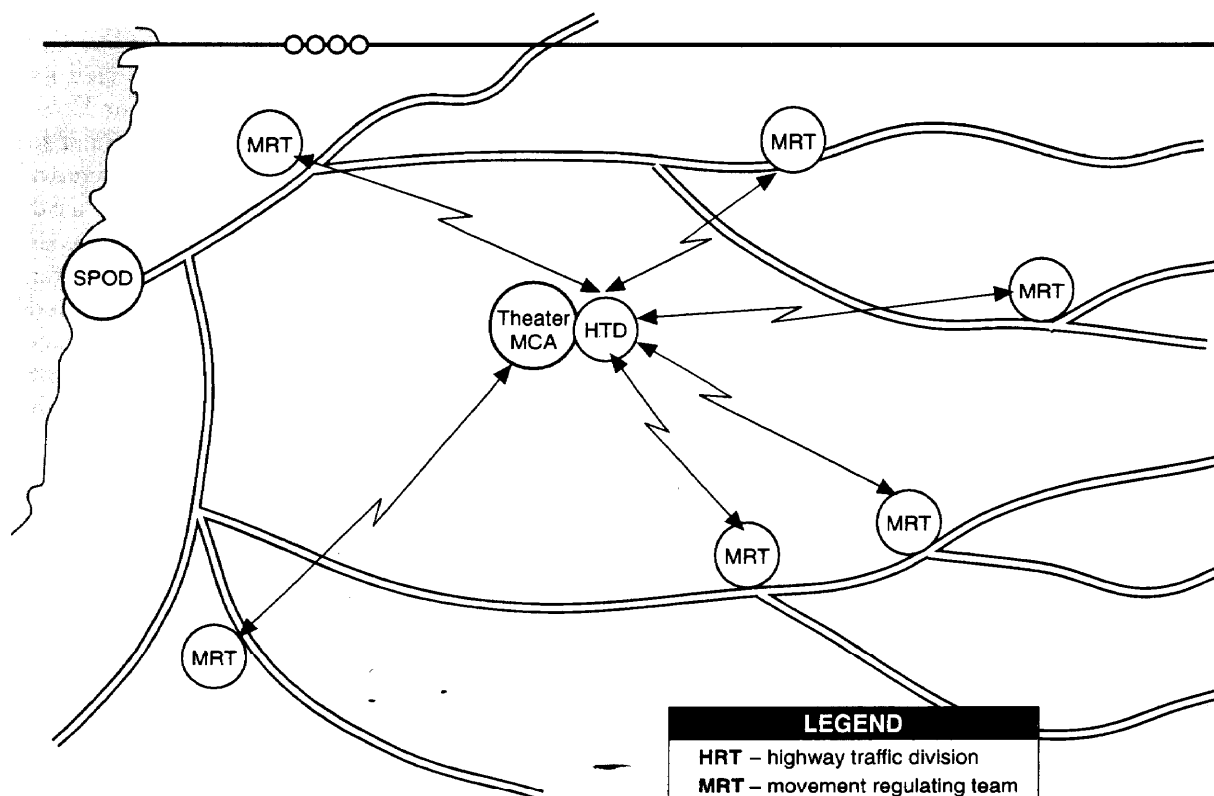 MRT
MRT
SPOD
MRT
Theater
MCA
HTD
MRT
MRT
MRT
LEGEND
HRT – highway traffic division
MRT – movement regulating team